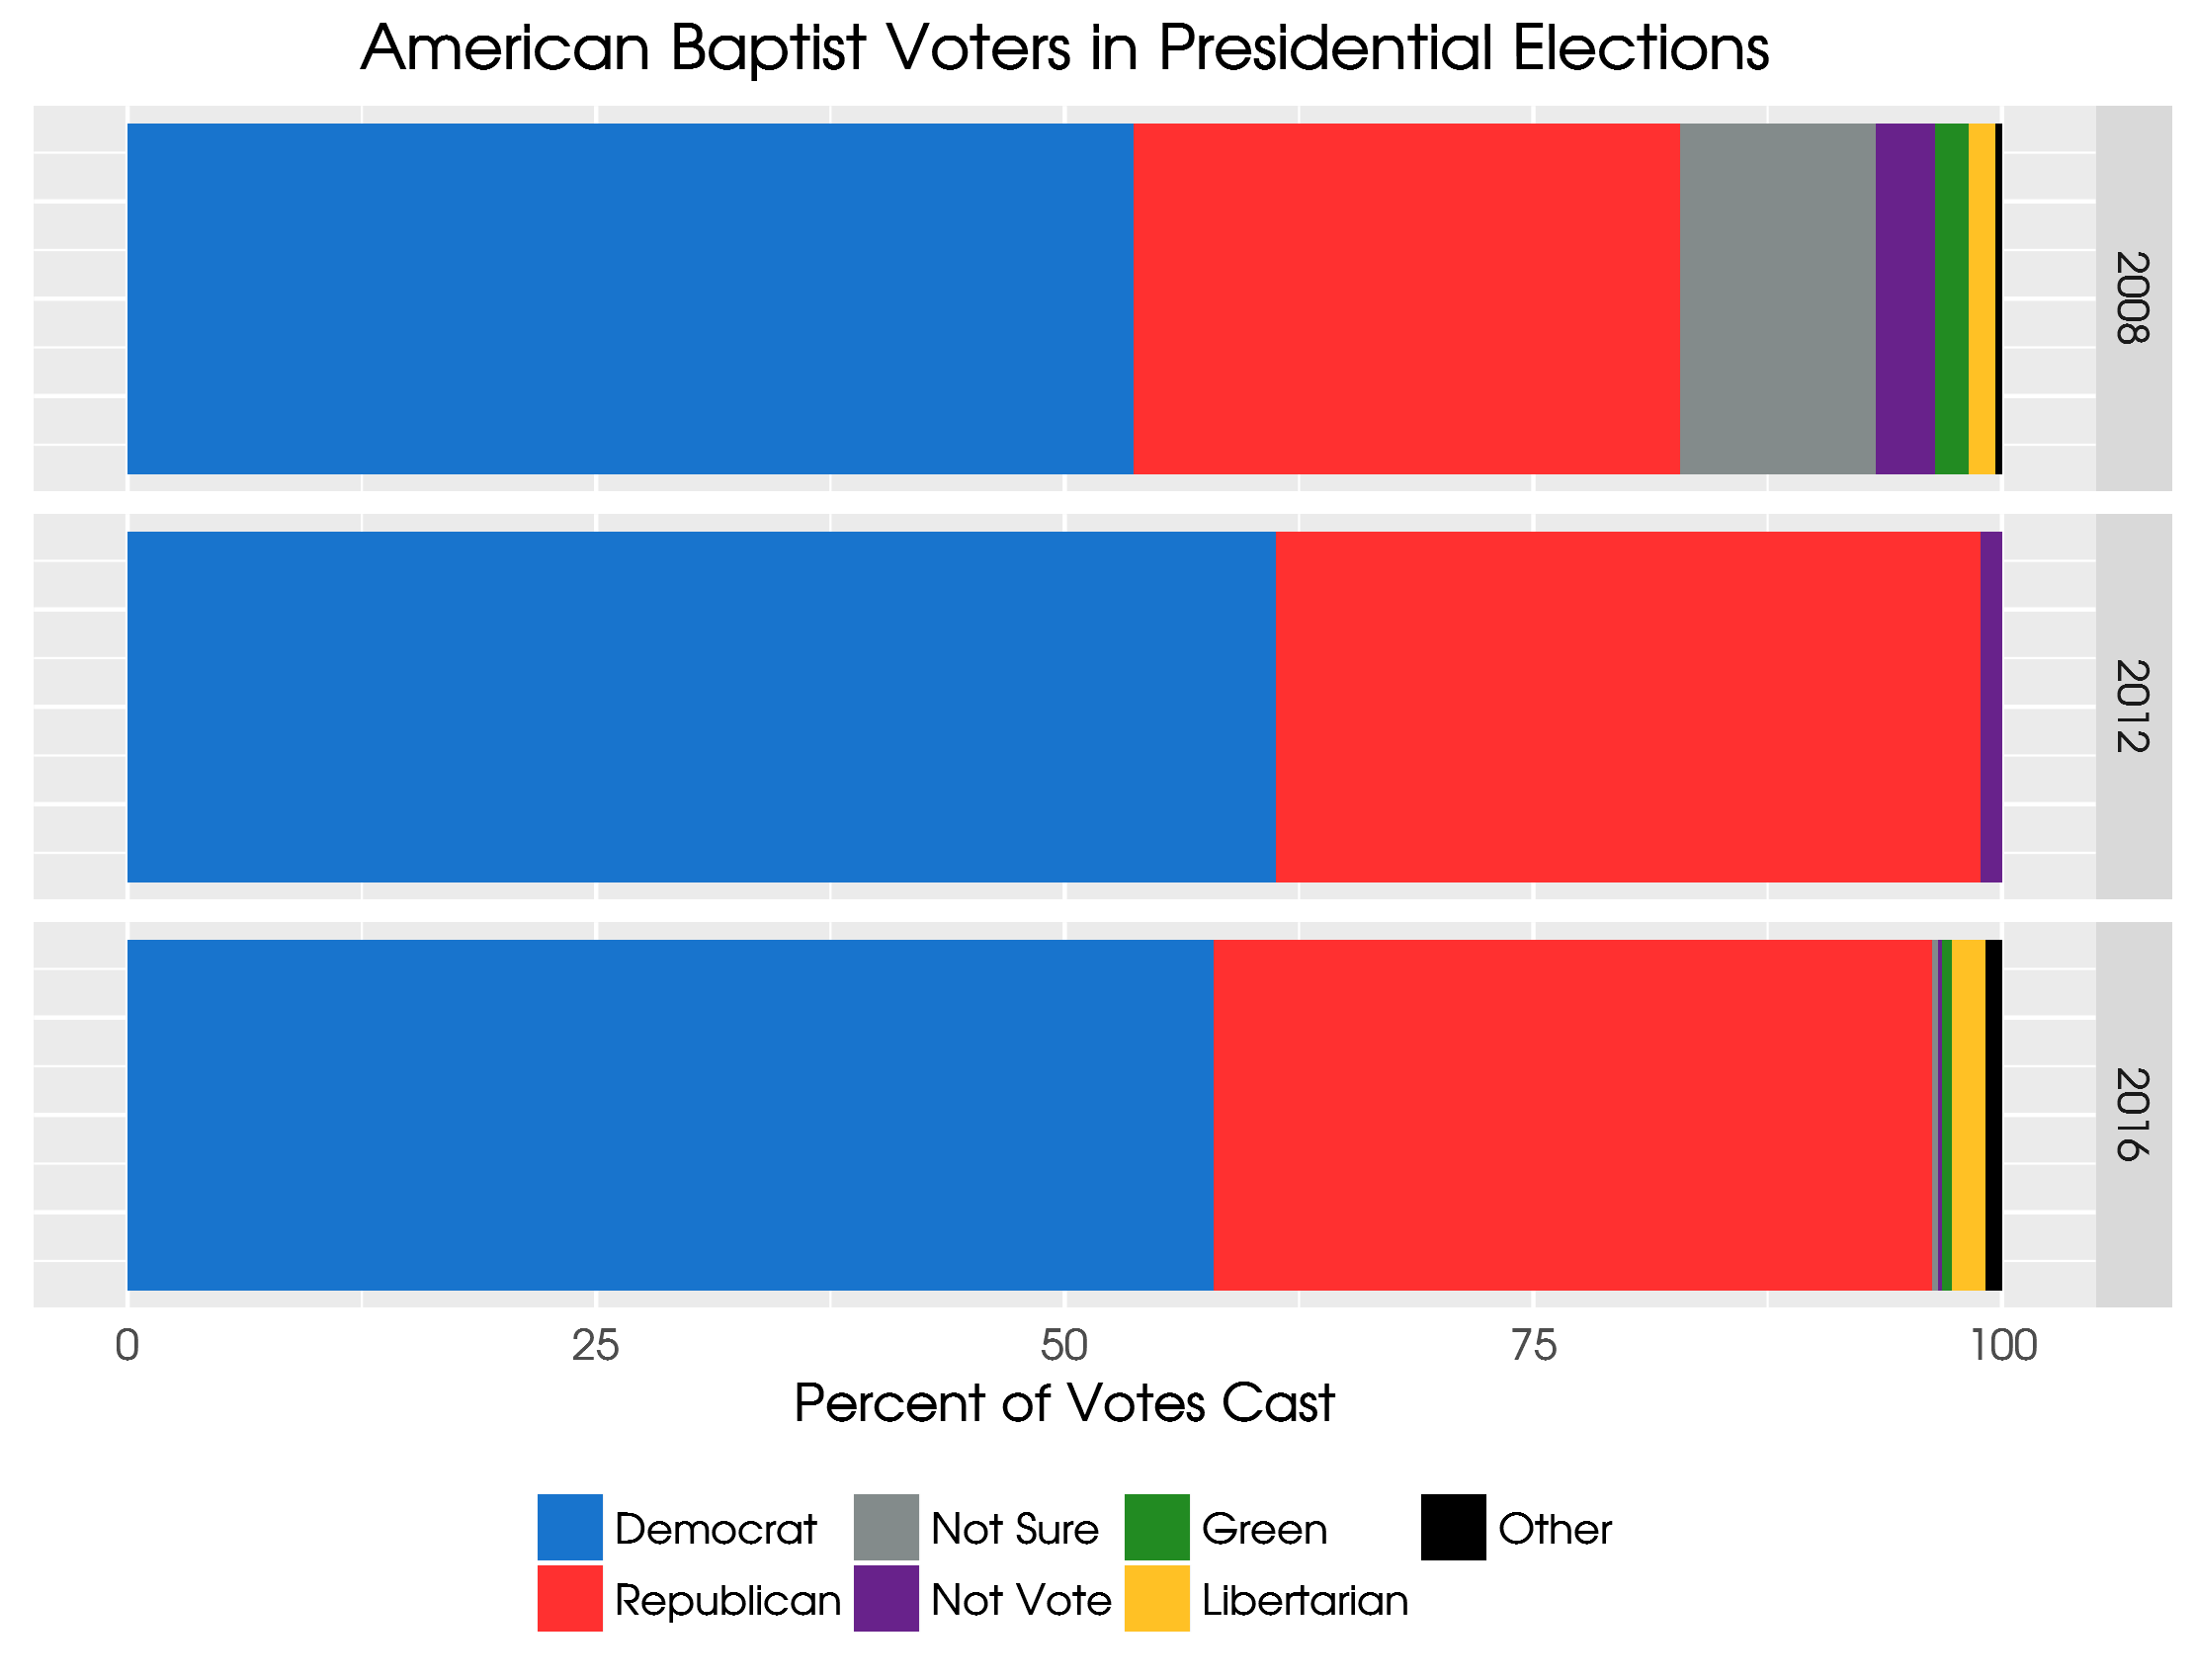 American Baptist Voters in Presidential Elections
2008
2012
2016
0 25 50 75 100
Percent of Votes Cast
Democrat Not Sure Green Other
Republican Not Vote Libertarian